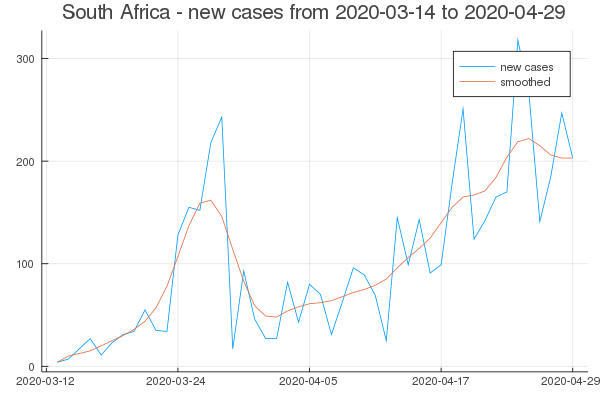 South Africa - new cases from 2020-03-14 to 2020-04-29
new cases
smoothed
300
200
100
0
2020-03-12 2020-03-24 2020-04-05 2020-04-17 2020-04-29